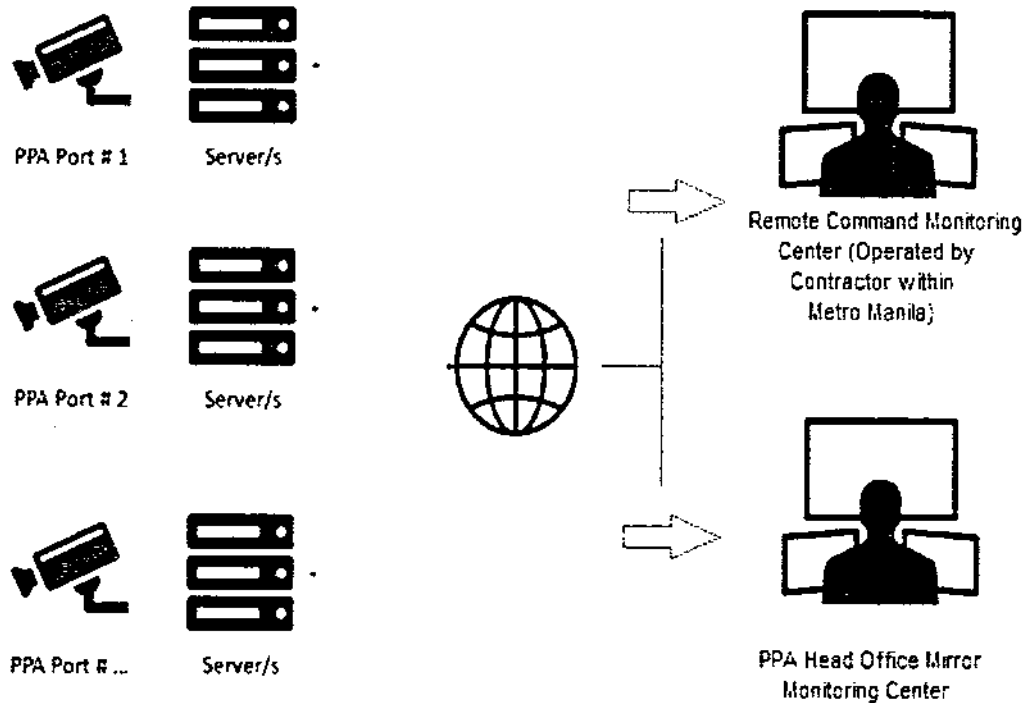 PPA Port # 1
Server/s
Remote Command Monitoring
Center (Operated by
Contractor within
Metro Manila)
PPA Port # 2
Server/s
PPA Port # ...
Server/s
PPA Head Office Mirror
Monitoring Center